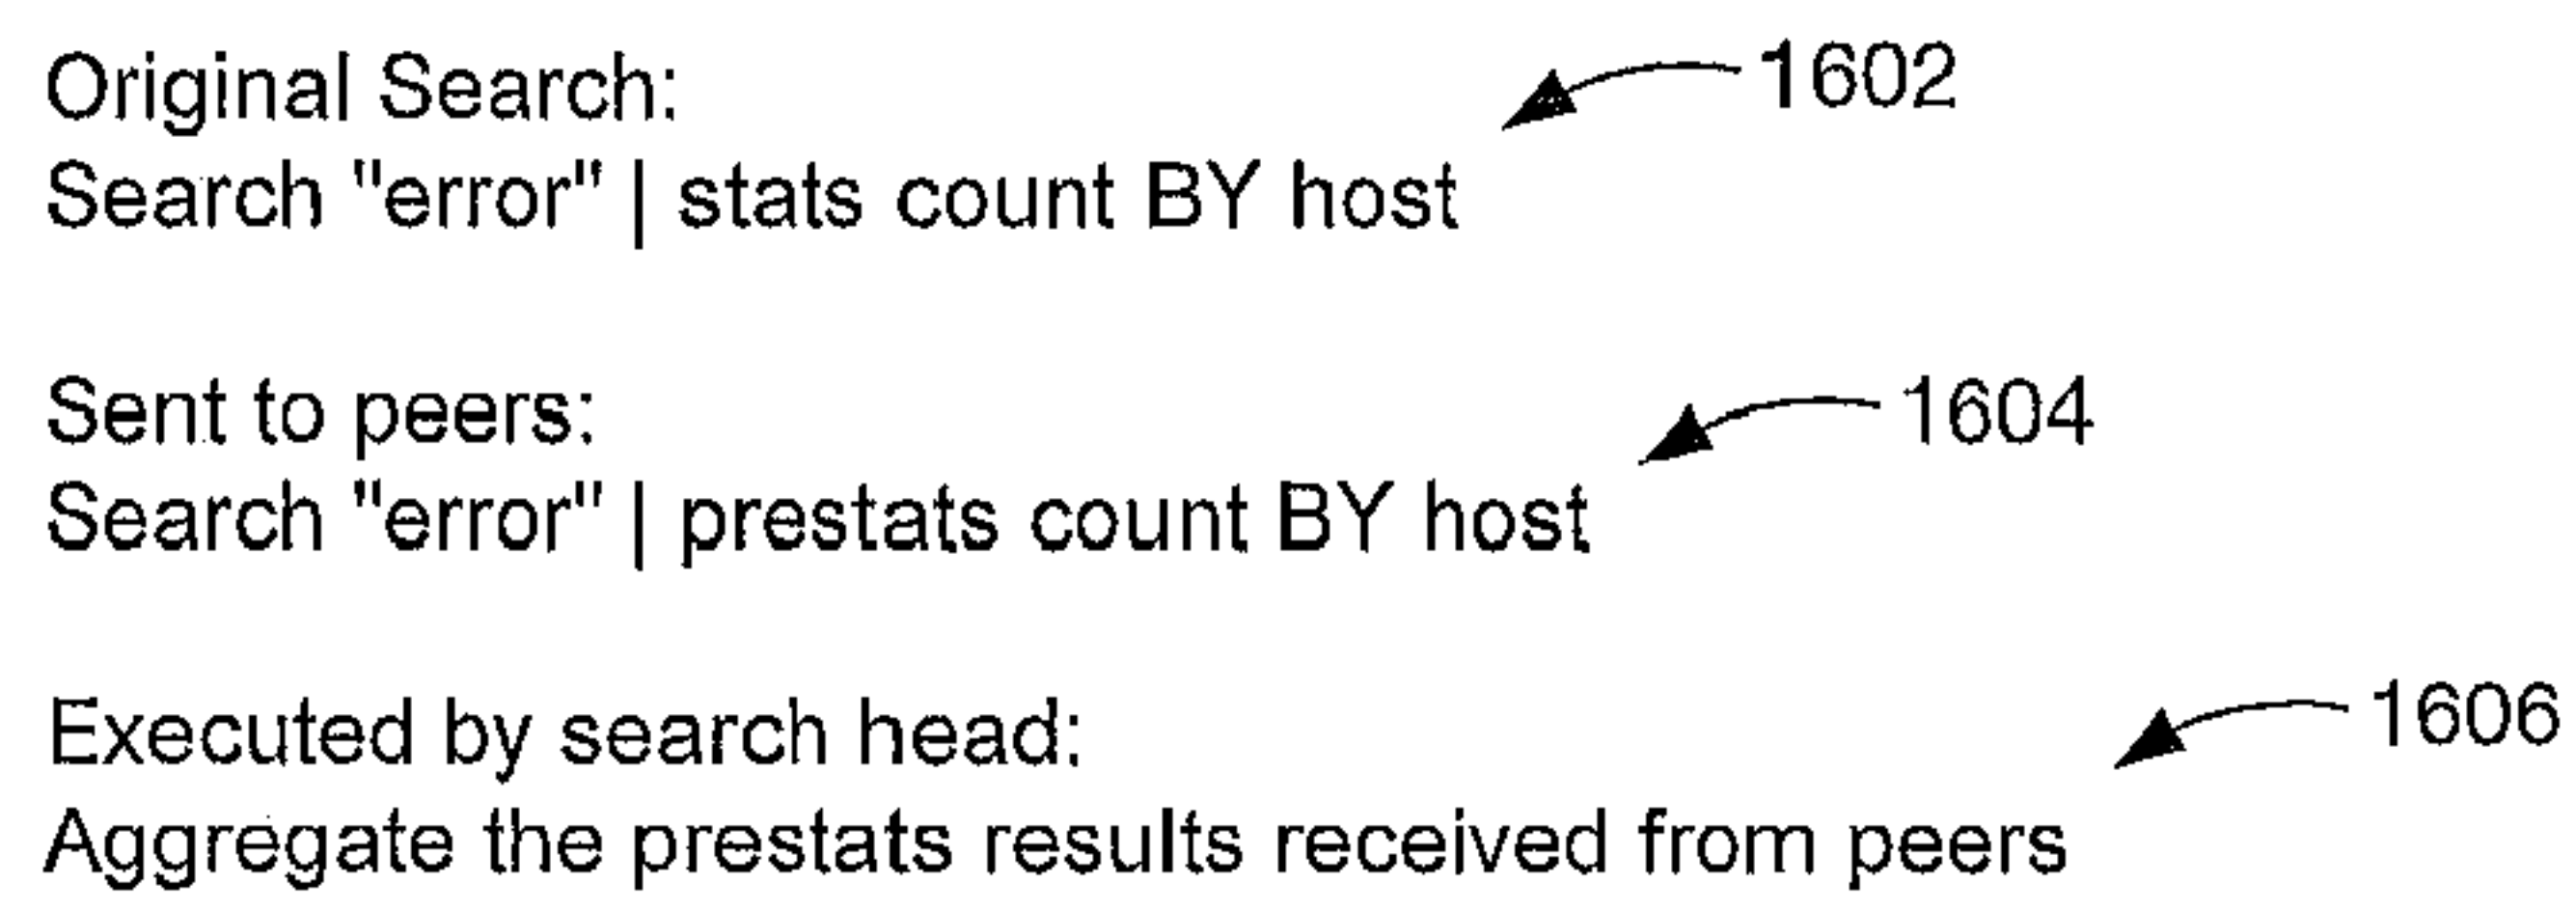 Original Search:
1602
Search "error" | stats count BY host
Sent to peers:
1604
Search "error" | prestats count BY host
Executed by search head:
1606
Aggregate the prestats results received from peers